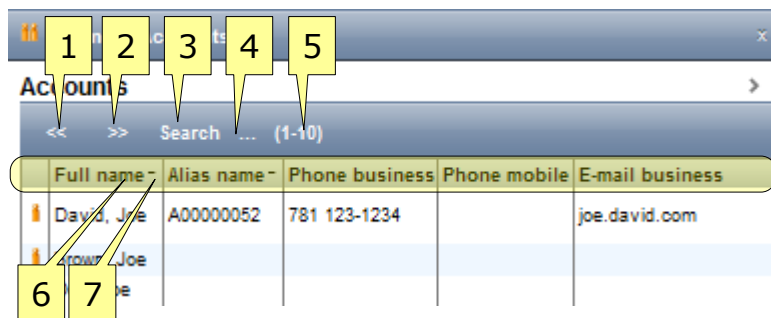 1 2 3 4 5
x
Accounts
<< >> Search ... (1-10)
Full name Alias name Phone business Phone mobile E-mail business
David, Joe A00000052 781 123-1234 joe.david.com
Joe
6 7